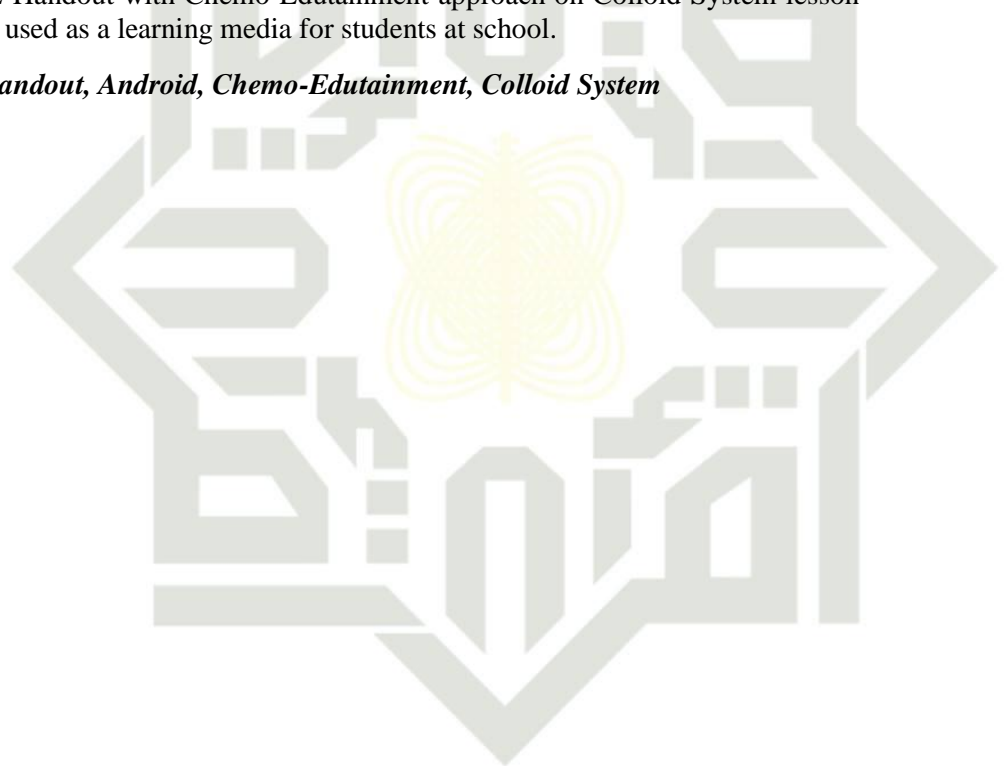 Handout with Chemo-Edutainment approach on Colloid System lesson
used as a learning media for students at school.
andout, Android, Chemo-Edutainment, Colloid System